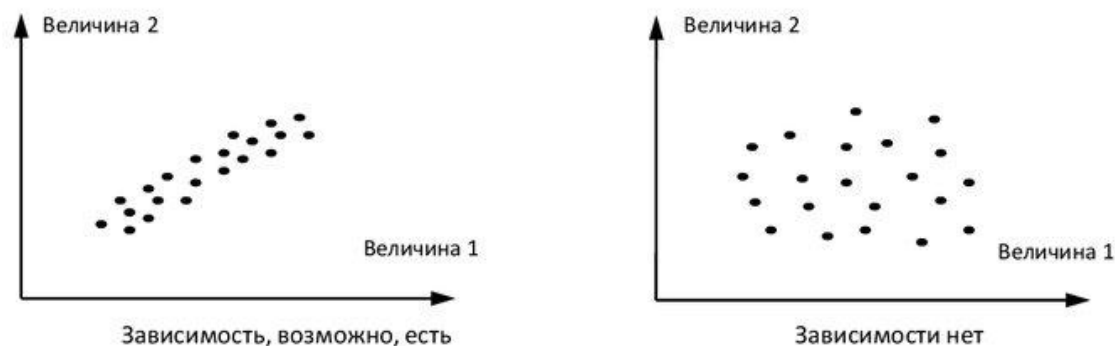 Величина 2
Величина 1
Зависимость, возможно, есть
Величина 2
Величина 1
Зависимости нет